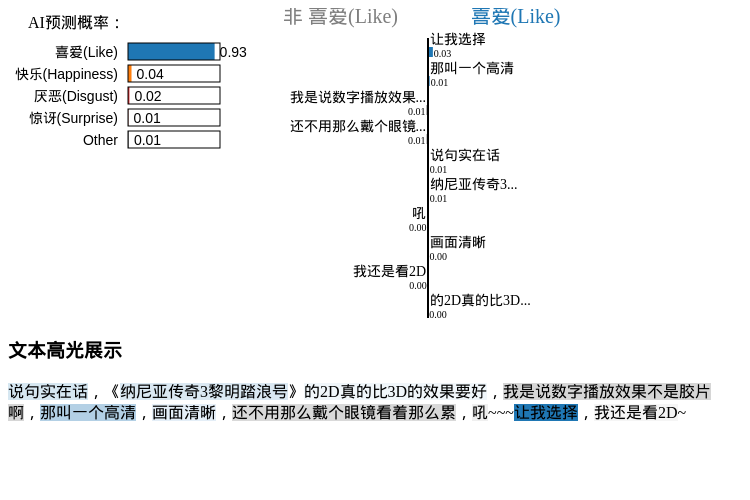 AI预测概率：
喜爱(Like) 0.93
快乐(Happiness) 0.04
厌恶(Disgust) 0.02
惊讶(Surprise) 0.01
Other 0.01
非 喜爱(Like) 喜爱(Like)
让我选择
0.03
那叫一个高清
0.01
我是说数字播放效果...
0.01
还不用那么戴个眼镜...
0.01
说句实在话
0.01
纳尼亚传奇3...
0.01
吼
0.00
画面清晰
0.00
我还是看2D
0.00
的2D真的比3D...
0.00
文本高光展示
说句实在话，《纳尼亚传奇3黎明踏浪号》的2D真的比3D的效果要好，我是说数字播放效果不是胶片
啊，那叫一个高清，画面清晰，还不用那么戴个眼镜看着那么累，吼~~~让我选择，我还是看2D~